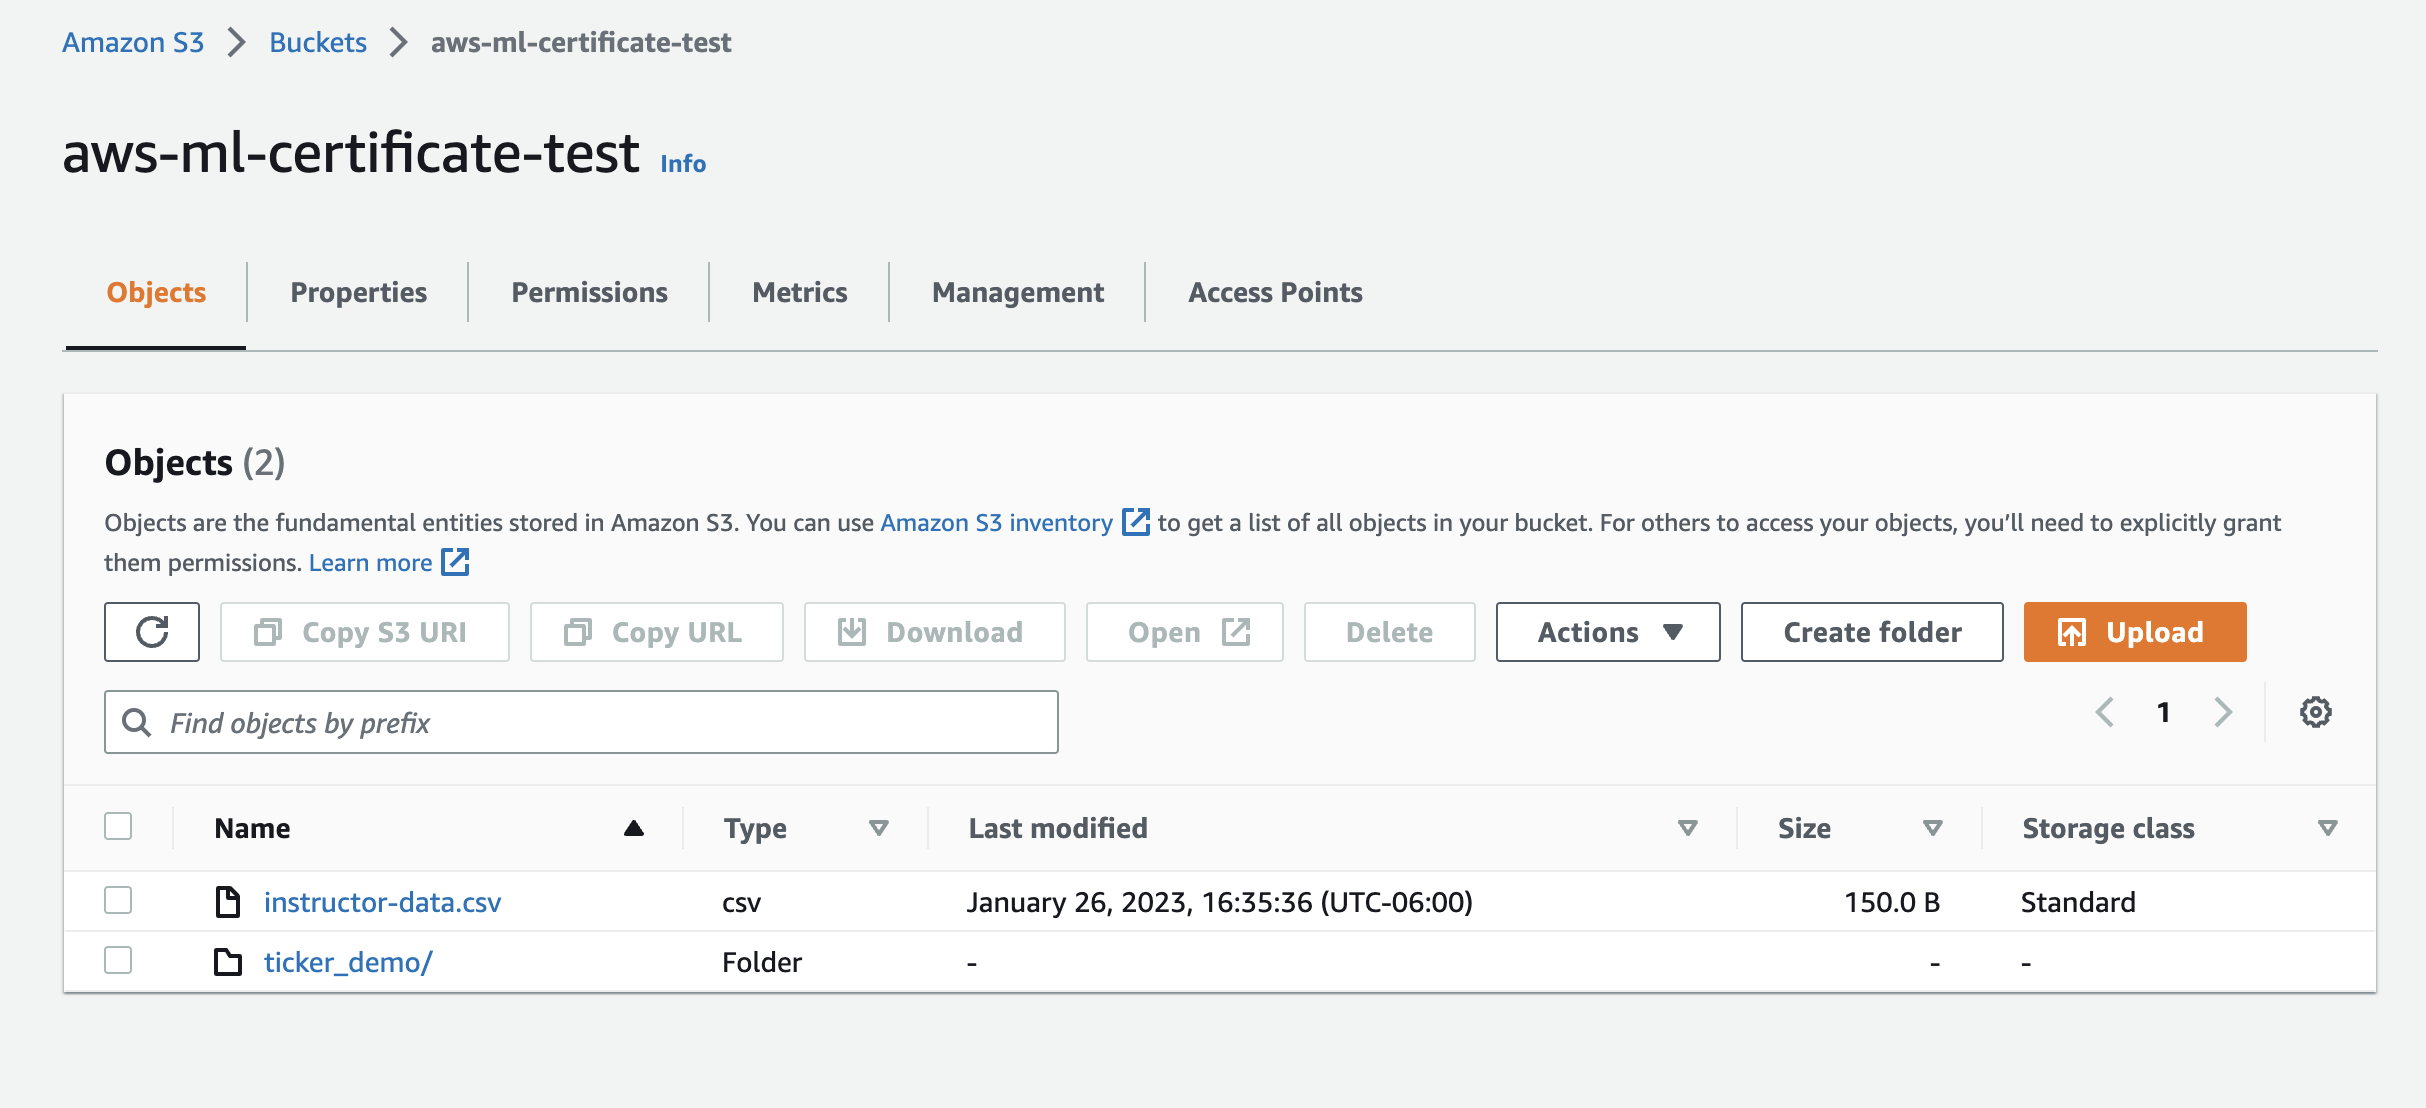 Amazon S3 > Buckets > aws-ml-certificate-test
aws-ml-certificate-test Info
Objects Properties Permissions Metrics Management Access Points
Objects (2)
Objects are the fundamental entities stored in Amazon S3. You can use Amazon S3 inventory to get a list of all objects in your bucket. For others to access your objects, you’ll need to explicitly grant
them permissions. Learn more
Copy S3 URI Copy URL Download Open Delete Actions Create folder Upload
Find objects by prefix 1
Name Type Last modified Size Storage class
instructor-data.csv csv January 26, 2023, 16:35:36 (UTC-06:00) 150.0 B Standard
ticker_demo/ Folder - - -